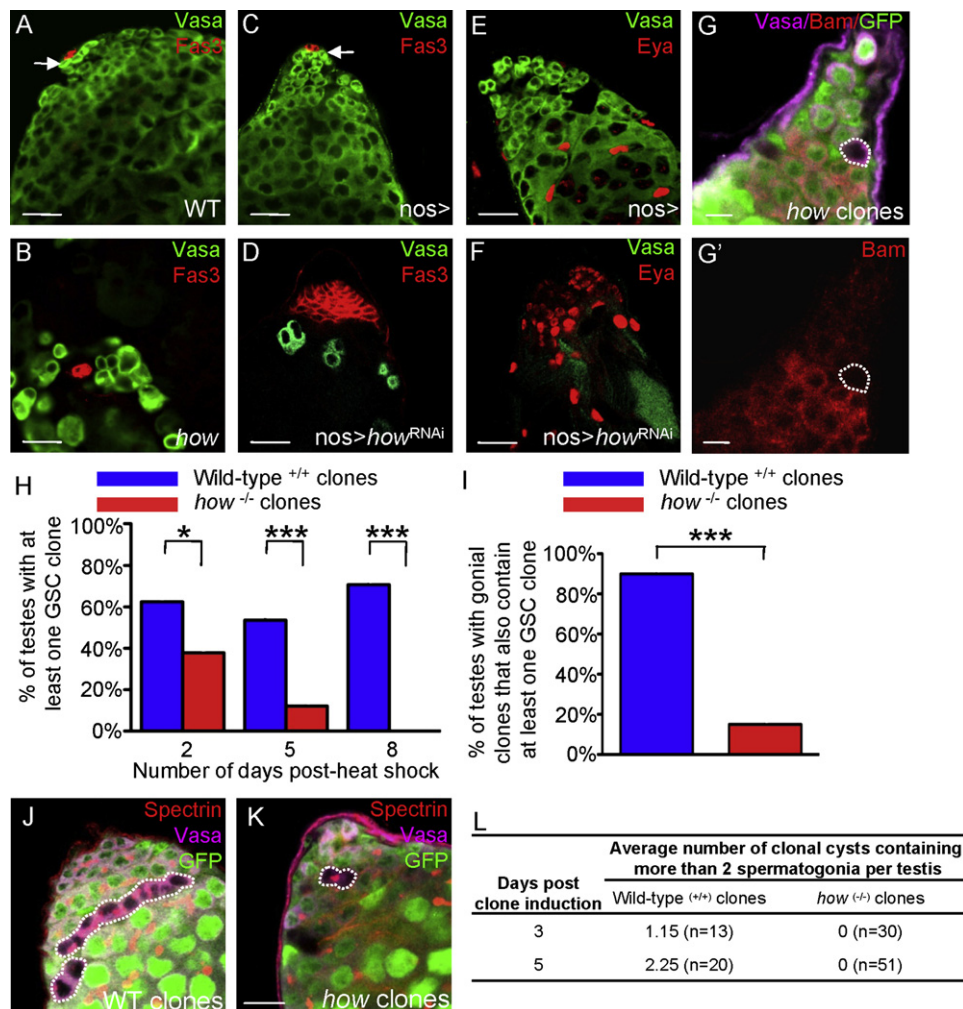 A
Vasa
Fas3
WT
C
Vasa
Fas3
nos>
E
Vasa
Eya
nos>
G
Vasa/Bam/GFP
how clones
B
Vasa
Fas3
how
D
Vasa
Fas3
nos>howRNAi
F
Vasa
Eya
nos>howRNAi
G'
Bam
H
Wild-type +/+ clones
how -/- clones
% of testes with at
least one GSC clone
100%
80%
60%
40%
20%
0%
*
***
***
2 5 8
Number of days post-heat shock
I
Wild-type +/+ clones
how -/- clones
% of testes with gonial
clones that also contain
at least one GSC clone
100%
80%
60%
40%
20%
0%
***
J
Spectrin
Vasa
GFP
WT clones
K
Spectrin
Vasa
GFP
how clones
L
Days post
clone induction
Average number of clonal cysts containing
more than 2 spermatogonia per testis
Wild-type (+/+) clones how (-/-) clones
3 1.15 (n=13) 0 (n=30)
5 2.25 (n=20) 0 (n=51)